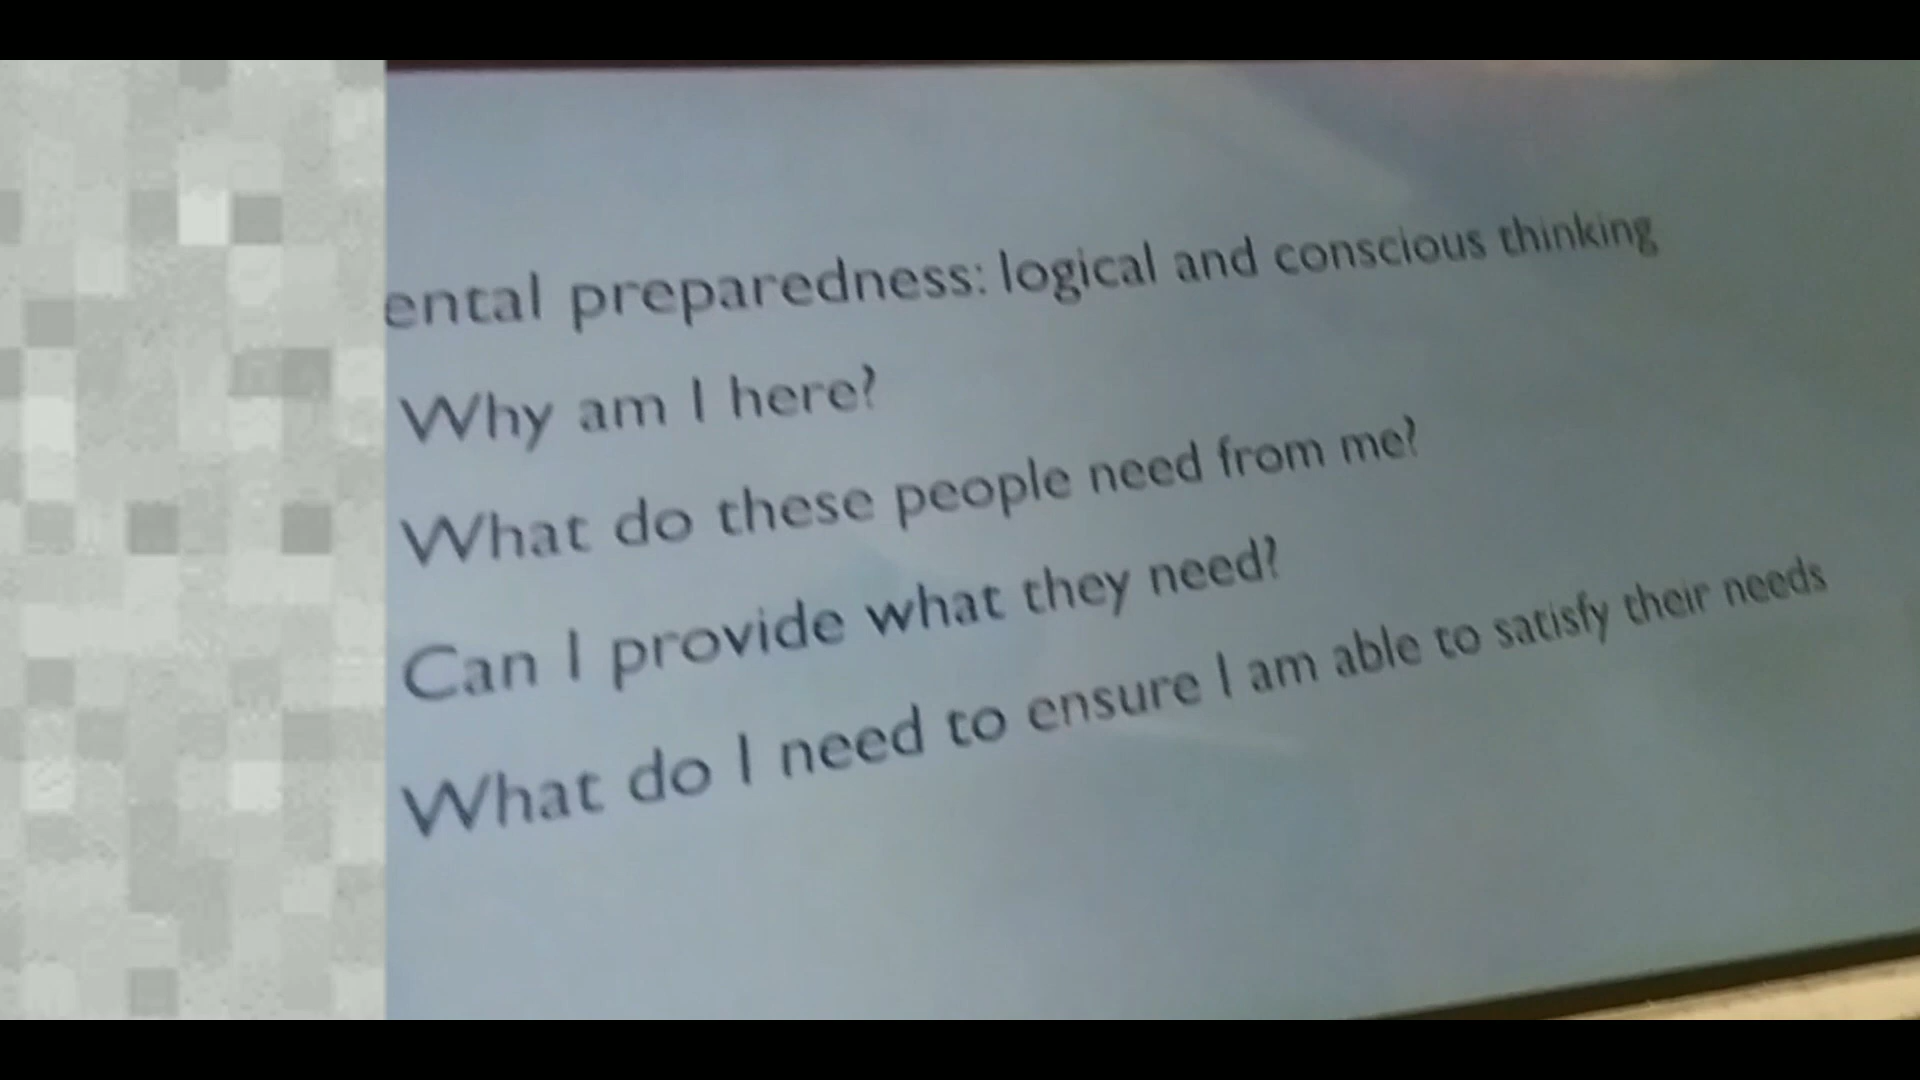 ental preparedness: logical and conscious thinking
Why am I here?
What do these people need from me?
Can I provide what they need?
What do I need to ensure I am able to satisfy their needs